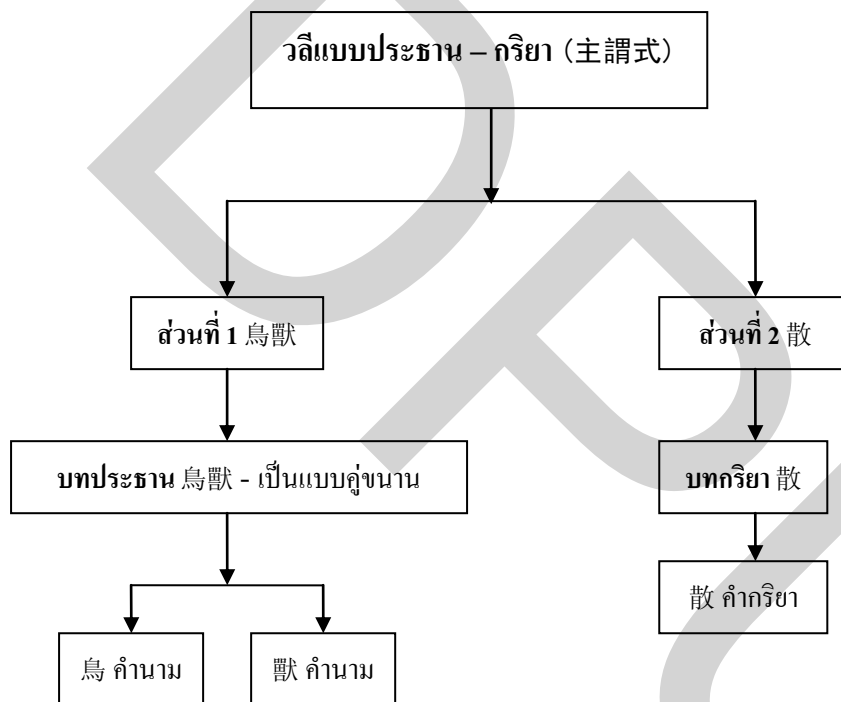 วลีแบบประธาน – กริยา (主謂式)
ส่วนที่ 1 鳥獸
ส่วนที่ 2 散
บทประธาน 鳥獸 - เป็นแบบคู่ขนาน
บทกริยา 散
散 คำกริยา
鳥 คำนาม
獸 คำนาม